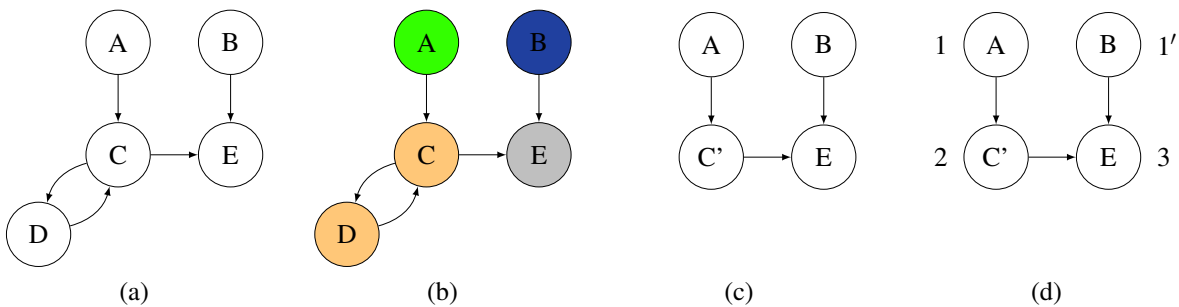 A B A B A B 1 A B 1′
C E C E C' E 2 C' E 3
D D
(a) (b) (c) (d)